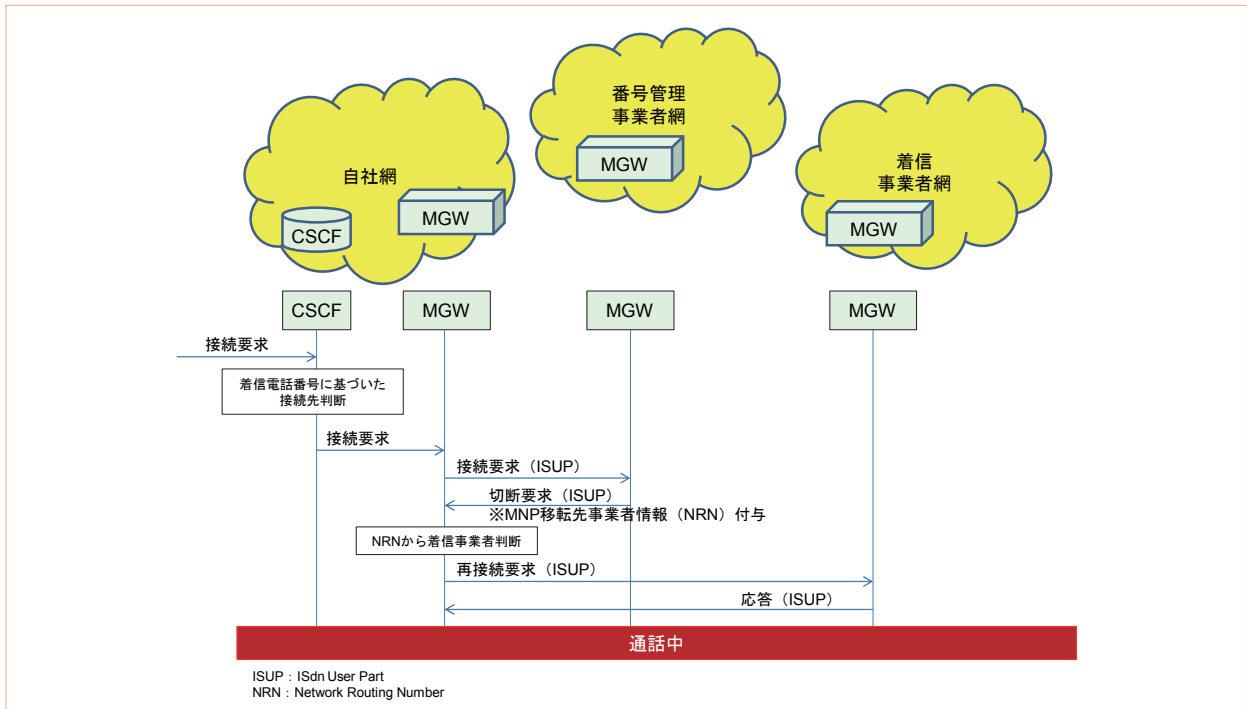 自社網
CSCF
MGW
番号管理
事業者網
MGW
着信
事業者網
MGW
CSCF
MGW
MGW
MGW
接続要求
着信電話番号に基づいた
接続先判断
接続要求
接続要求（ISUP）
切断要求（ISUP）
※MNP移転先事業者情報（NRN）付与
NRNから着信事業者判断
再接続要求（ISUP）
応答（ISUP）
通話中
ISUP：ISdn User Part
NRN：Network Routing Number